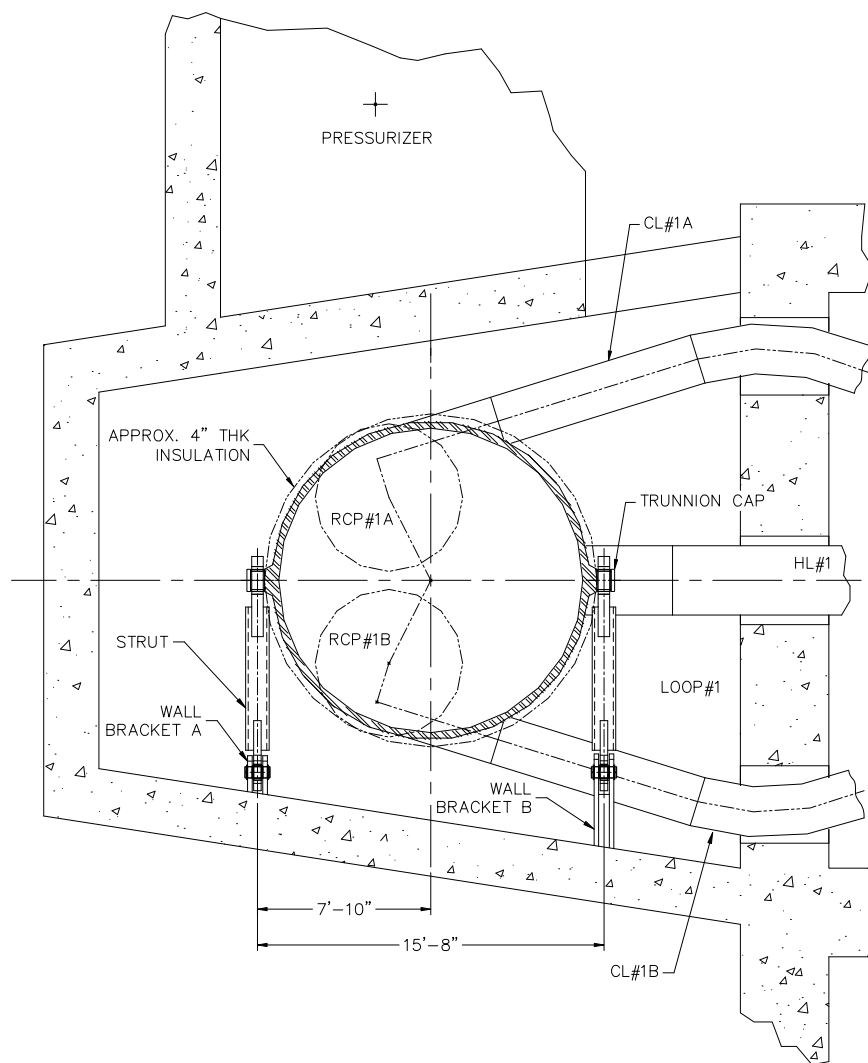 PRESSURIZER
CL#1A
APPROX. 4" THK
INSULATION
RCP#1A
TRUNNION CAP
HL#1
STRUT
RCP#1B
LOOP#1
WALL
BRACKET A
WALL
BRACKET B
7'-10"
15'-8"
CL#1B